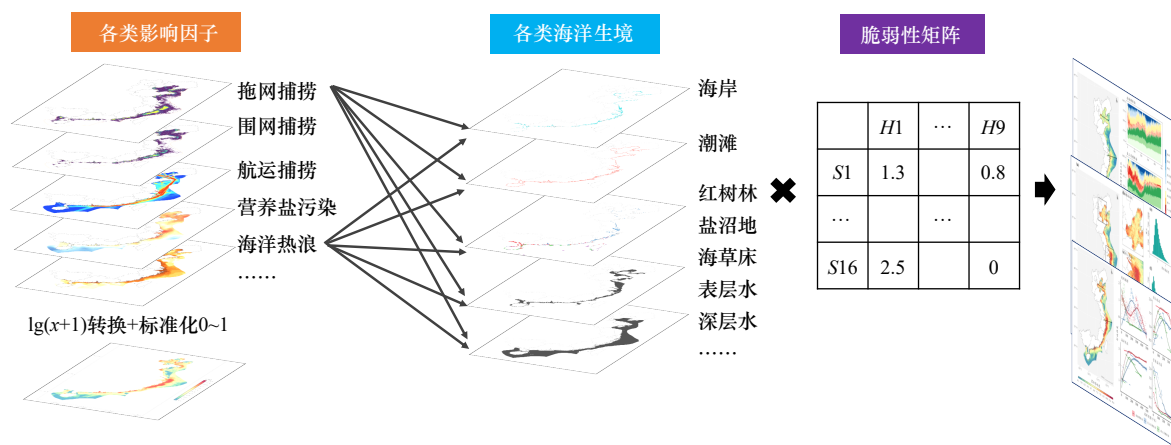 各类影响因子
各类海洋生境
脆弱性矩阵
拖网捕捞
围网捕捞
航运捕捞
营养盐污染
海洋热浪
……
lg(x+1)转换+标准化0~1
海岸
潮滩
红树林
盐沼地
海草床
表层水
深层水
……
H1 … H9
S1 1.3 0.8
… …
S16 2.5 0